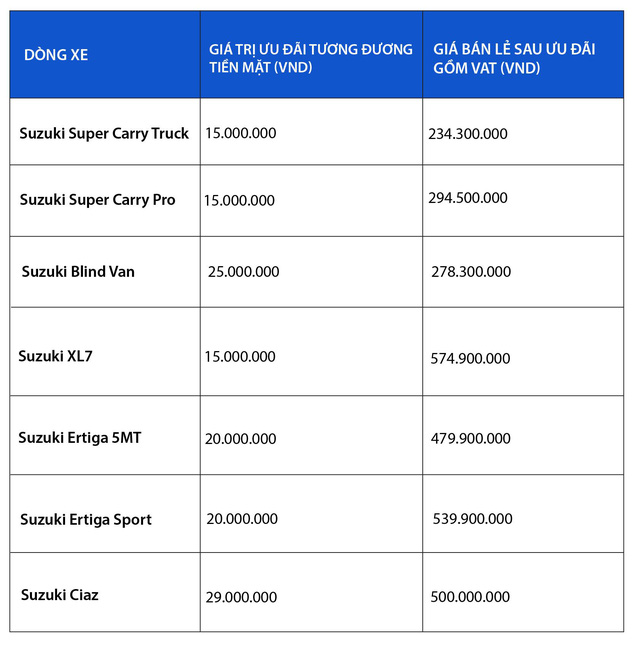 DÒNG XE
GIÁ TRỊ ƯU ĐÃI TƯƠNG ĐƯƠNG
TIỀN MẶT (VND)
GIÁ BÁN LẺ SAU ƯU ĐÃI
GỒM VAT (VND)
Suzuki Super Carry Truck 15.000.000 234.300.000
Suzuki Super Carry Pro 15.000.000 294.500.000
Suzuki Blind Van 25.000.000 278.300.000
Suzuki XL7 15.000.000 574.900.000
Suzuki Ertiga 5MT 20.000.000 479.900.000
Suzuki Ertiga Sport 20.000.000 539.900.000
Suzuki Ciaz 29.000.000 500.000.000